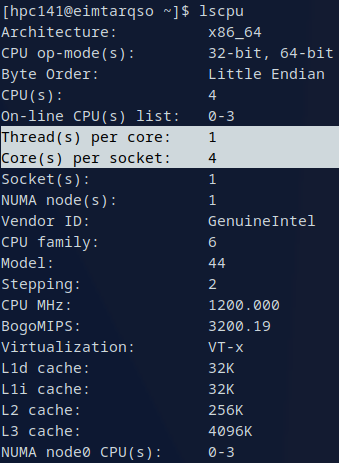 [hpc141@eimtarqso ~]$ lscpu
Architecture:          x86_64
CPU op-mode(s):        32-bit, 64-bit
Byte Order:            Little Endian
CPU(s):                4
On-line CPU(s) list:   0-3
Thread(s) per core:    1
Core(s) per socket:    4
Socket(s):             1
NUMA node(s):          1
Vendor ID:             GenuineIntel
CPU family:            6
Model:                 44
Stepping:              2
CPU MHz:               1200.000
BogoMIPS:              3200.19
Virtualization:        VT-x
L1d cache:             32K
L1i cache:             32K
L2 cache:              256K
L3 cache:              4096K
NUMA node0 CPU(s):     0-3